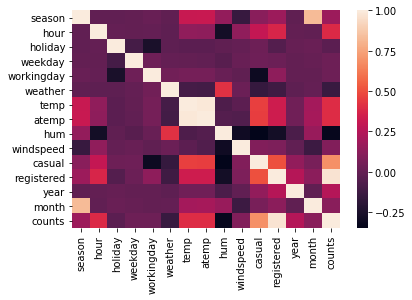 season
hour
holiday
weekday
workingday
weather
temp
atemp
hum
windspeed
casual
registered
year
month
counts
season
hour
holiday
weekday
workingday
weather
temp
atemp
hum
windspeed
casual
registered
year
month
counts
1.00
0.75
0.50
0.25
0.00
−0.25